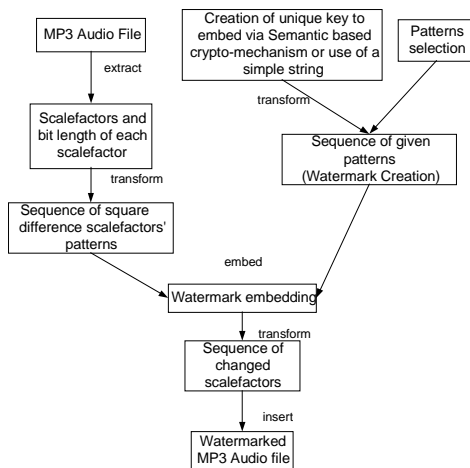 MP3 Audio File
Creation of unique key to
embed via Semantic based
crypto-mechanism or use of a
simple string
Patterns
selection
extract
transform
Scalefactors and
bit length of each
scalefactor
Sequence of given
patterns
(Watermark Creation)
transform
Sequence of square
difference scalefactors'
patterns
embed
Watermark embedding
transform
Sequence of
changed
scalefactors
insert
Watermarked
MP3 Audio file